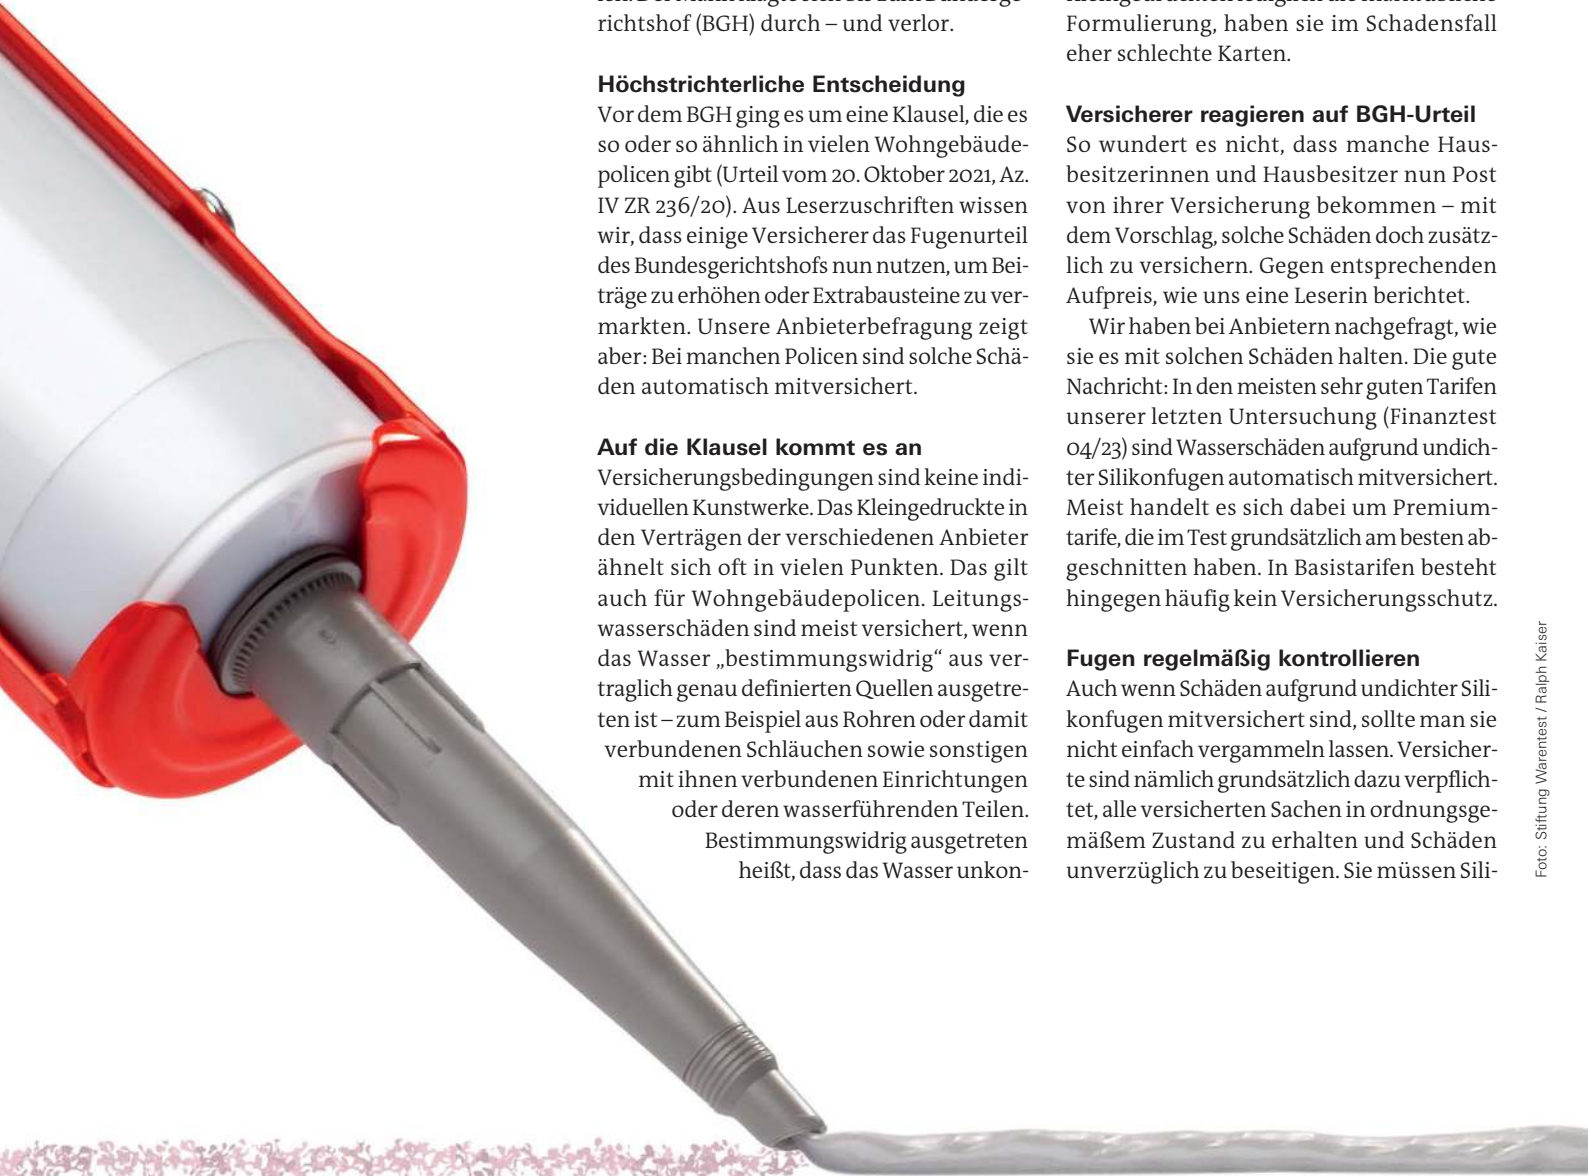 richtshof (BGH) durch – und verlor.
Höchstrichterliche Entscheidung
Vor dem BGH ging es um eine Klausel, die es
so oder so ähnlich in vielen Wohngebäude-
policen gibt (Urteil vom 20. Oktober 2021, Az.
IV ZR 236/20). Aus Leserzuschriften wissen
wir, dass einige Versicherer das Fugenurteil
des Bundesgerichtshofs nun nutzen, um Bei-
träge zu erhöhen oder Extrabausteine zu ver-
markten. Unsere Anbieterbefragung zeigt
aber: Bei manchen Policen sind solche Schä-
den automatisch mitversichert.
Auf die Klausel kommt es an
Versicherungsbedingungen sind keine indi-
viduellen Kunstwerke. Das Kleingedruckte in
den Verträgen der verschiedenen Anbieter
ähnelt sich oft in vielen Punkten. Das gilt
auch für Wohngebäudepolicen. Leitungs-
wasserschäden sind meist versichert, wenn
das Wasser „bestimmungswidrig“ aus ver-
traglich genau definierten Quellen ausgetre-
ten ist – zum Beispiel aus Rohren oder damit
verbundenen Schläuchen sowie sonstigen
mit ihnen verbundenen Einrichtungen
oder deren wasserführenden Teilen.
Bestimmungswidrig ausgetreten
heißt, dass das Wasser unkon-
Formulierung, haben sie im Schadensfall
eher schlechte Karten.
Versicherer reagieren auf BGH-Urteil
So wundert es nicht, dass manche Haus-
besitzerinnen und Hausbesitzer nun Post
von ihrer Versicherung bekommen – mit
dem Vorschlag, solche Schäden doch zusätz-
lich zu versichern. Gegen entsprechenden
Aufpreis, wie uns eine Leserin berichtet.
Wir haben bei Anbietern nachgefragt, wie
sie es mit solchen Schäden halten. Die gute
Nachricht: In den meisten sehr guten Tarifen
unserer letzten Untersuchung (Finanztest
04/23) sind Wasserschäden aufgrund undich-
ter Silikonfugen automatisch mitversichert.
Meist handelt es sich dabei um Premium-
tarife, die im Test grundsätzlich am besten ab-
geschnitten haben. In Basistarifen besteht
hingegen häufig kein Versicherungsschutz.
Fugen regelmäßig kontrollieren
Auch wenn Schäden aufgrund undichter Sili-
konfugen mitversichert sind, sollte man sie
nicht einfach vergammeln lassen. Versicher-
te sind nämlich grundsätzlich dazu verpflich-
tet, alle versicherten Sachen in ordnungsge-
mäßem Zustand zu erhalten und Schäden
unverzüglich zu beseitigen. Sie müssen Sili-
Foto: Stiftung Warentest / Ralph Kaiser